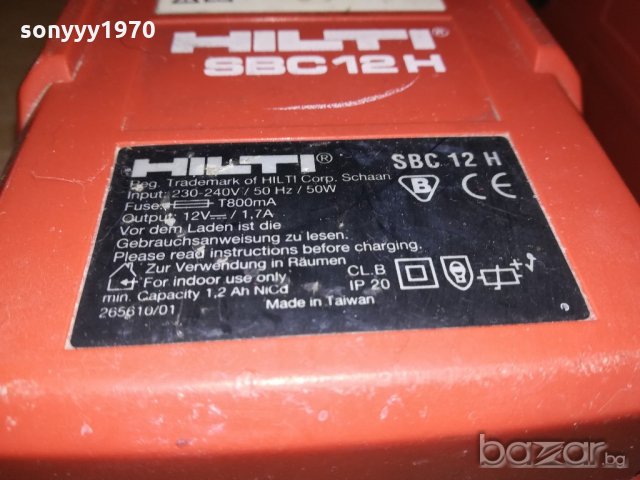 sonyyy1970
HILTI®
SBC 12 H
HILTI® SBC 12 H
Reg. Trademark of HILTI Corp. Schaan
Input: 230-240V / 50 Hz / 50W
Fuse: T800mA
Output: 12V 1,7A
Vor dem Laden ist die
Gebrauchsanweisung zu lesen.
Please read instructions before charging.
Zur Verwendung in Räumen
For indoor use only
min. Capacity 1,2 Ah NiCd
265610/01
B CE
CL.B
IP 20
Made in Taiwan
bazar.bg